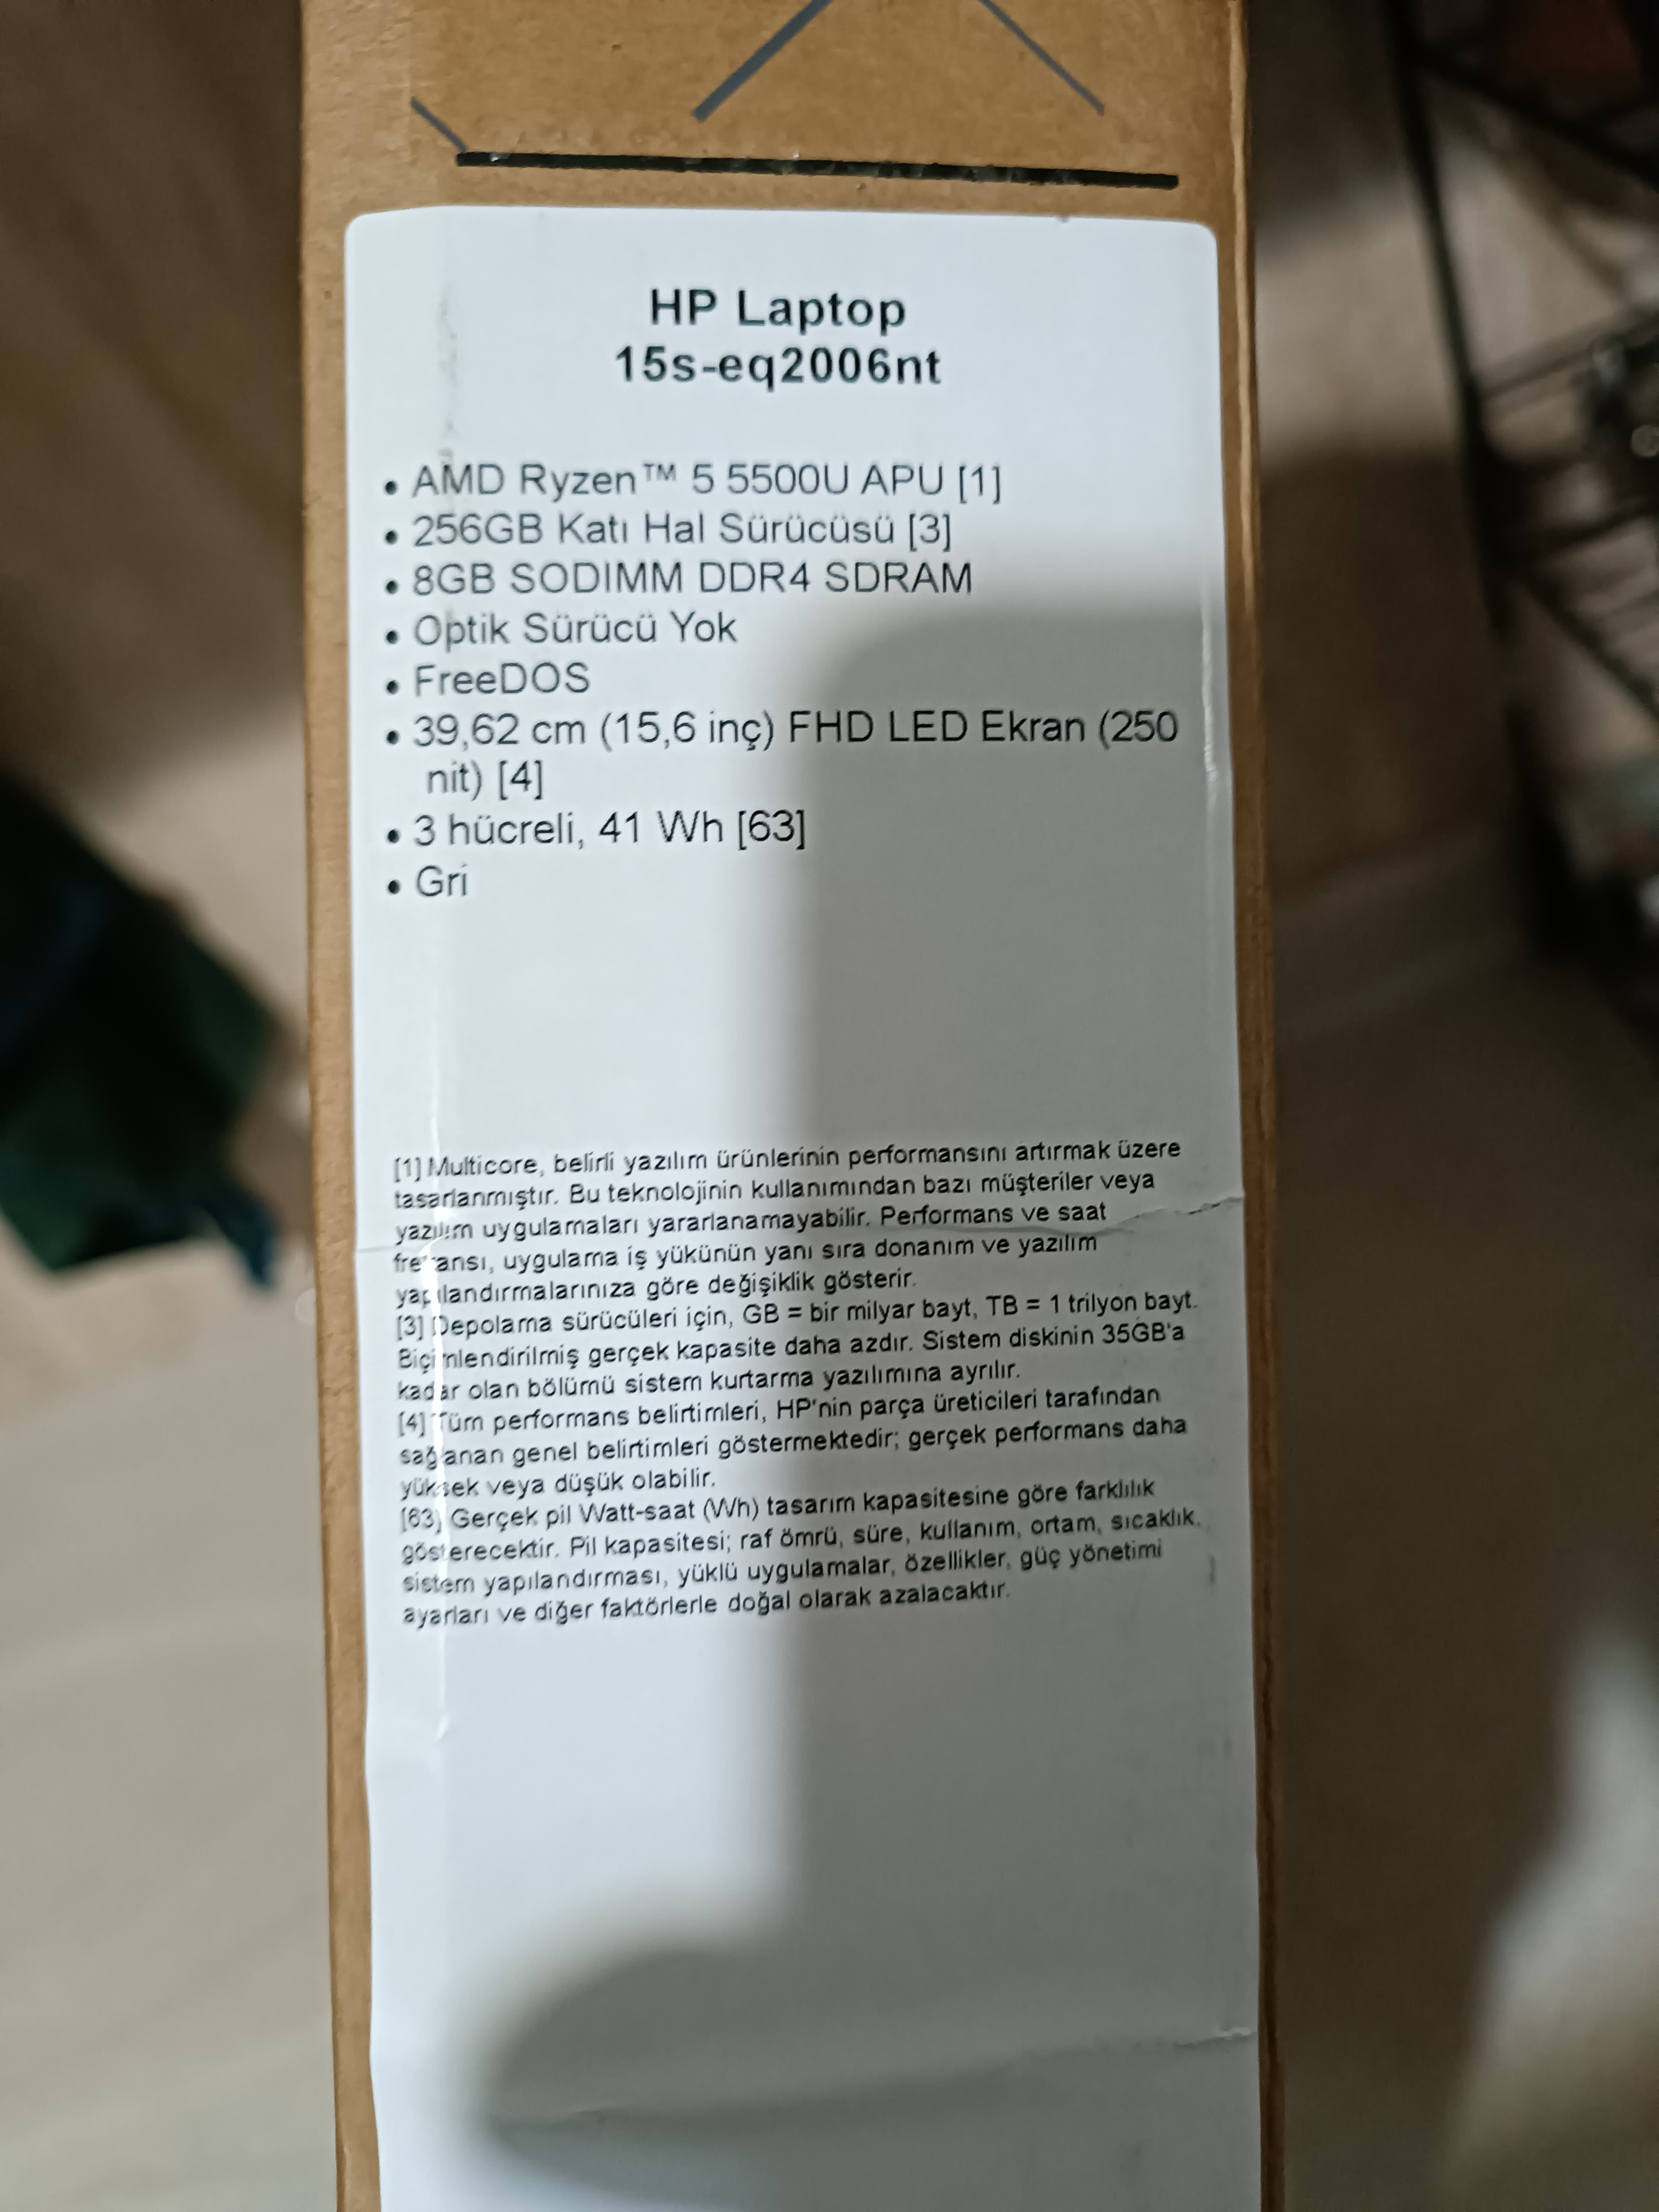 HP Laptop
15s-eq2006nt
• AMD Ryzen™ 5 5500U APU [1]
• 256GB Katı Hal Sürücüsü [3]
• 8GB SODIMM DDR4 SDRAM
• Optik Sürücü Yok
• FreeDOS
• 39,62 cm (15,6 inç) FHD LED Ekran (250
nit) [4]
• 3 hücreli, 41 Wh [63]
• Gri
[1] Multicore, belirli yazılım ürünlerinin performansını artırmak üzere
tasarlanmıştır. Bu teknolojinin kullanımından bazı müşteriler veya
yazılım uygulamaları yararlanamayabilir. Performans ve saat
frekansı, uygulama iş yükünün yanı sıra donanım ve yazılım
yapılandırmalarınıza göre değişiklik gösterir.
[3] Depolama sürücüleri için, GB = bir milyar bayt, TB = 1 trilyon bayt.
Biçimlendirilmiş gerçek kapasite daha azdır. Sistem diskinin 35GB'a
kadar olan bölümü sistem kurtarma yazılımına ayrılır.
[4] Tüm performans belirtimleri, HP'nin parça üreticileri tarafından
sağlanan genel belirtimleri göstermektedir; gerçek performans daha
yüksek veya düşük olabilir.
[63] Gerçek pil Watt-saat (Wh) tasarım kapasitesine göre farklılık
gösterecektir. Pil kapasitesi; raf ömrü, süre, kullanım, ortam, sıcaklık,
sistem yapılandırması, yüklü uygulamalar, özellikler, güç yönetimi
ayarları ve diğer faktörlerle doğal olarak azalacaktır.